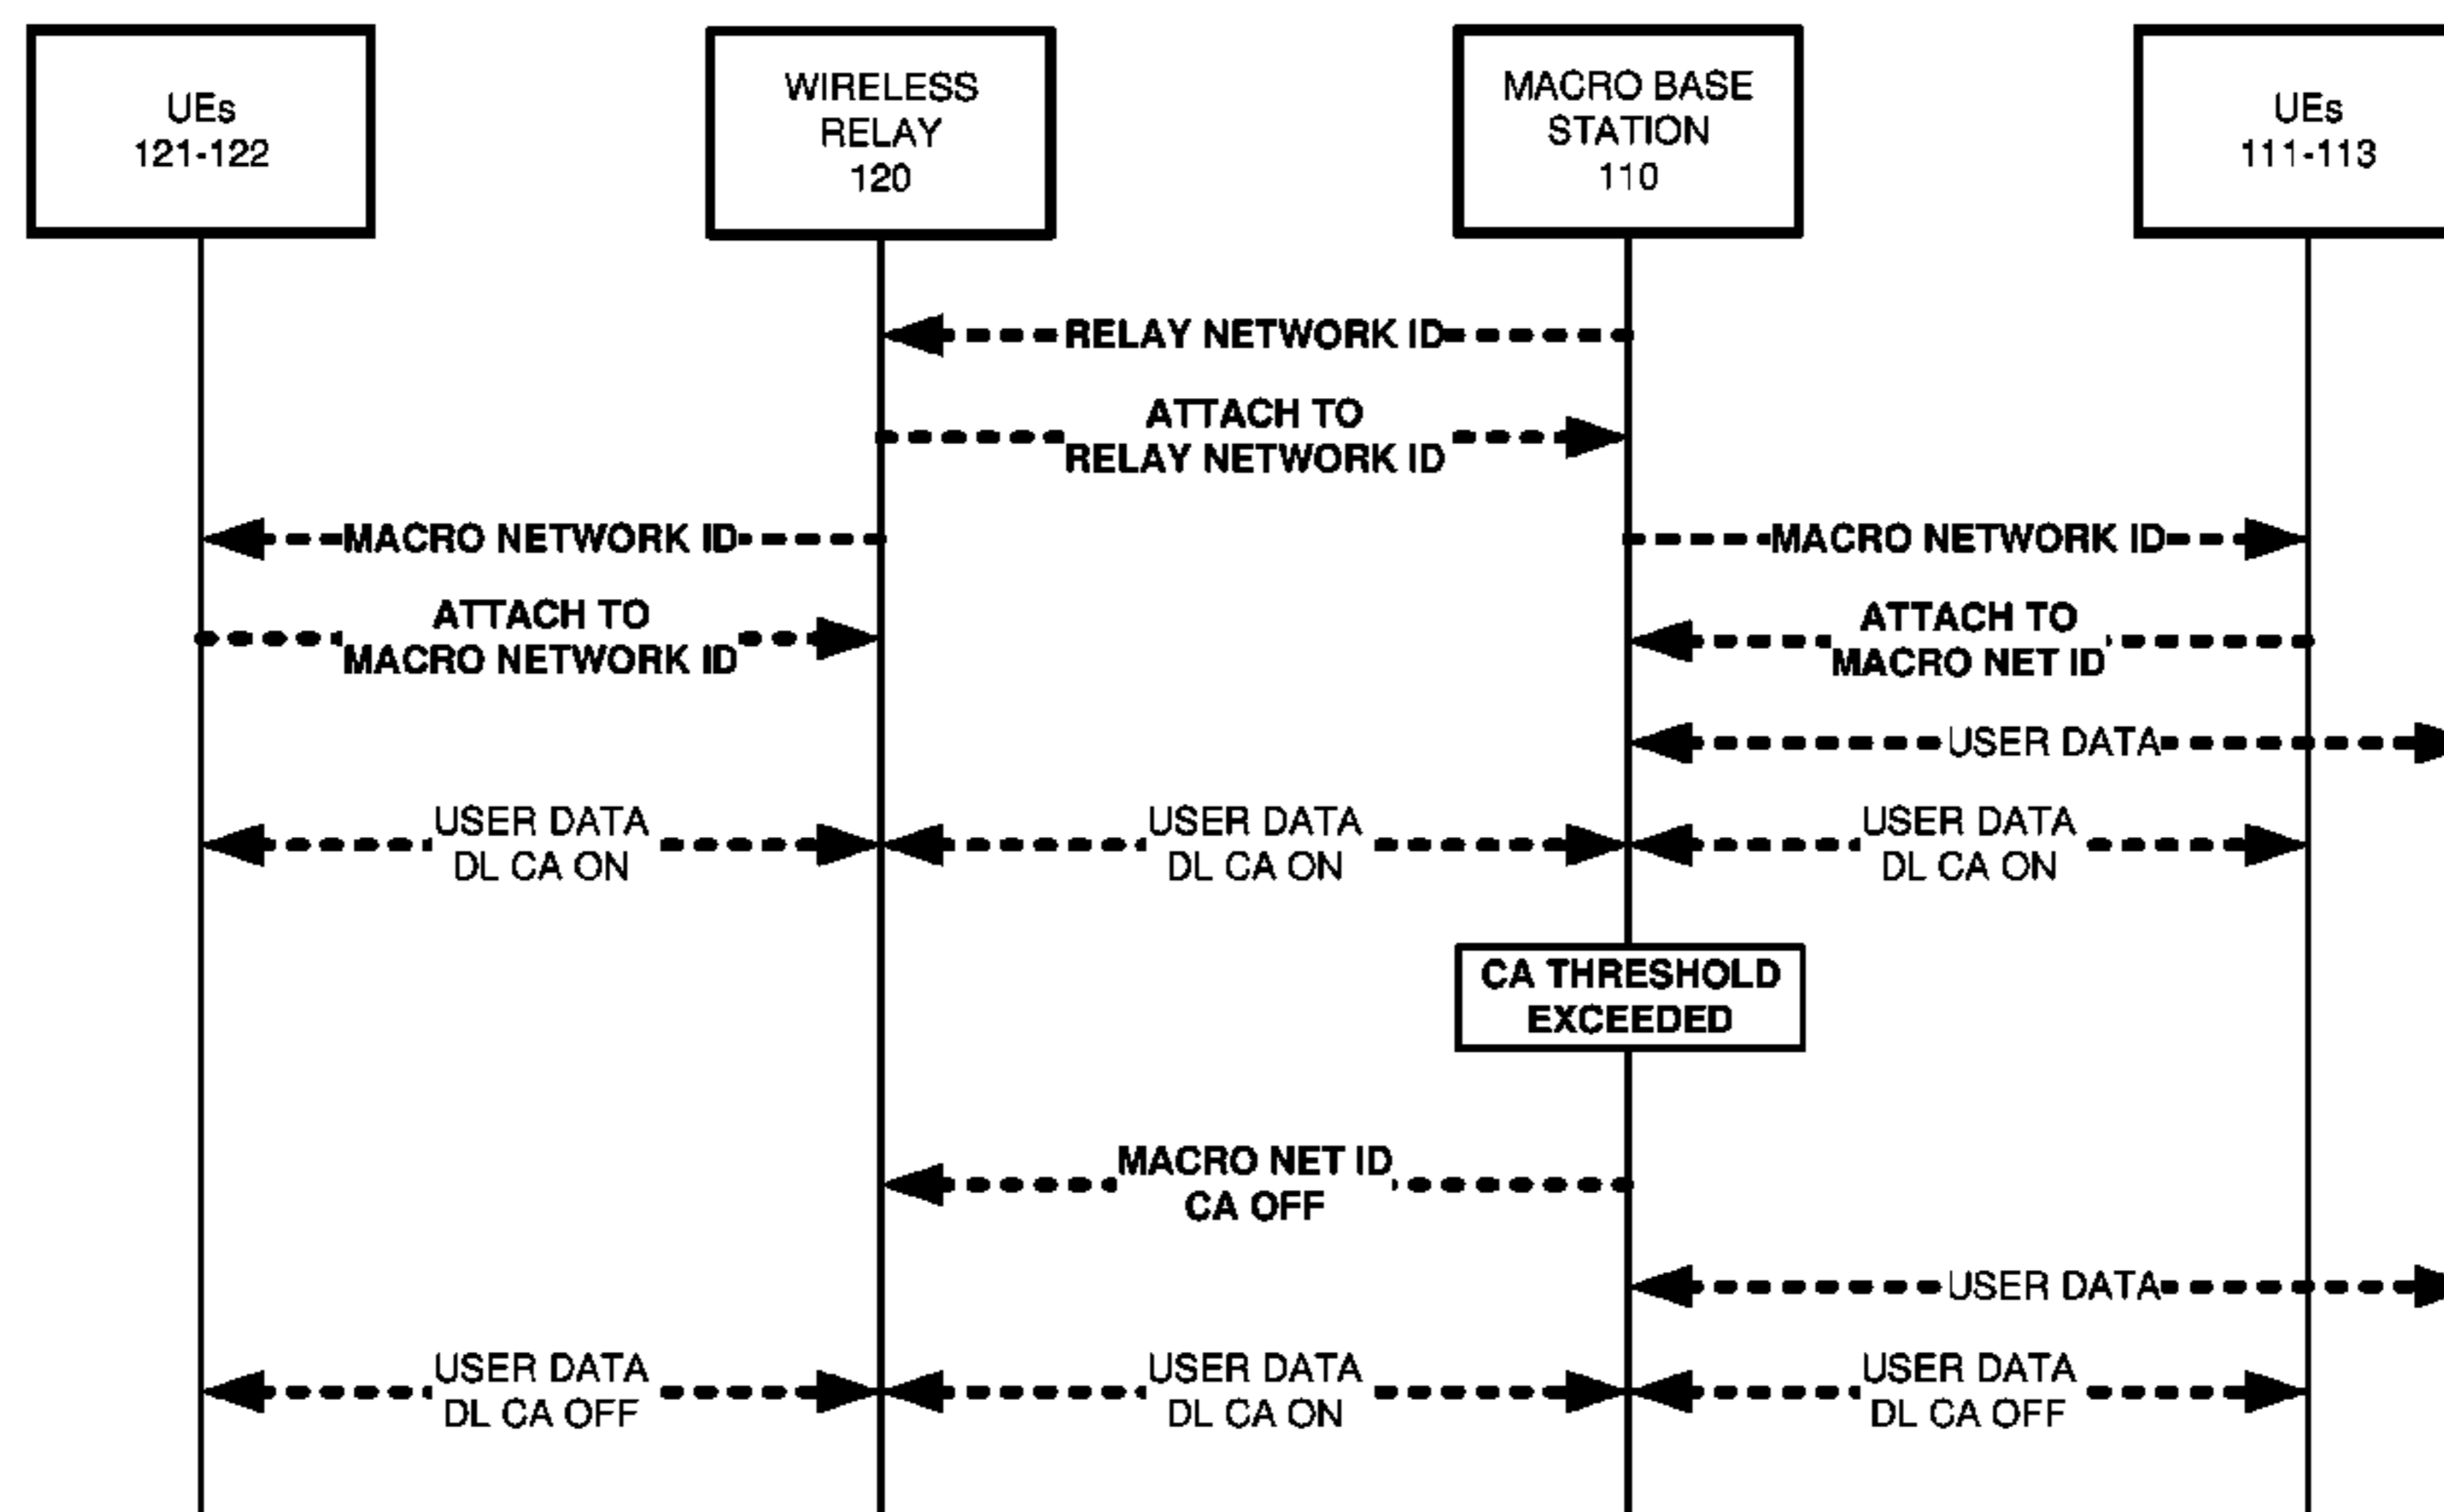 UEs
121-122
WIRELESS
RELAY
120
MACRO BASE
STATION
110
UEs
111-113
RELAY NETWORK ID
ATTACH TO
RELAY NETWORK ID
MACRO NETWORK ID
MACRO NETWORK ID
ATTACH TO
MACRO NETWORK ID
ATTACH TO
MACRO NET ID
USER DATA
USER DATA
DL CA ON
USER DATA
DL CA ON
USER DATA
DL CA ON
CA THRESHOLD
EXCEEDED
MACRO NET ID
CA OFF
USER DATA
USER DATA
DL CA OFF
USER DATA
DL CA ON
USER DATA
DL CA OFF